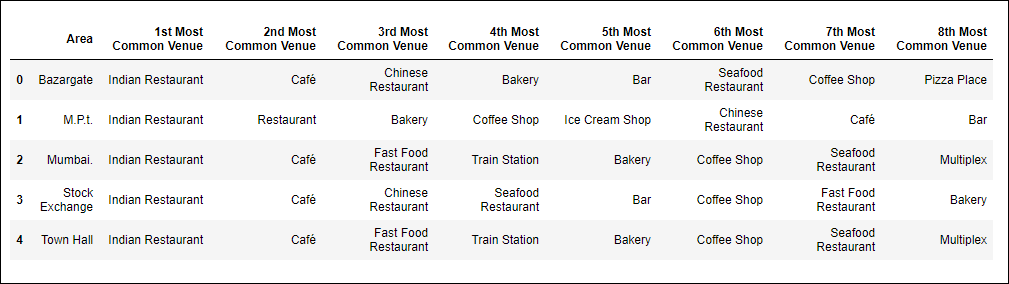 Area 1st Most Common Venue 2nd Most Common Venue 3rd Most Common Venue 4th Most Common Venue 5th Most Common Venue 6th Most Common Venue 7th Most Common Venue 8th Most Common Venue
0 Bazargate Indian Restaurant Café Chinese Restaurant Bakery Bar Seafood Restaurant Coffee Shop Pizza Place
1 M.P.t. Indian Restaurant Restaurant Bakery Coffee Shop Ice Cream Shop Chinese Restaurant Café Bar
2 Mumbai. Indian Restaurant Café Fast Food Restaurant Train Station Bakery Coffee Shop Seafood Restaurant Multiplex
3 Stock Exchange Indian Restaurant Café Chinese Restaurant Seafood Restaurant Bar Coffee Shop Fast Food Restaurant Bakery
4 Town Hall Indian Restaurant Café Fast Food Restaurant Train Station Bakery Coffee Shop Seafood Restaurant Multiplex